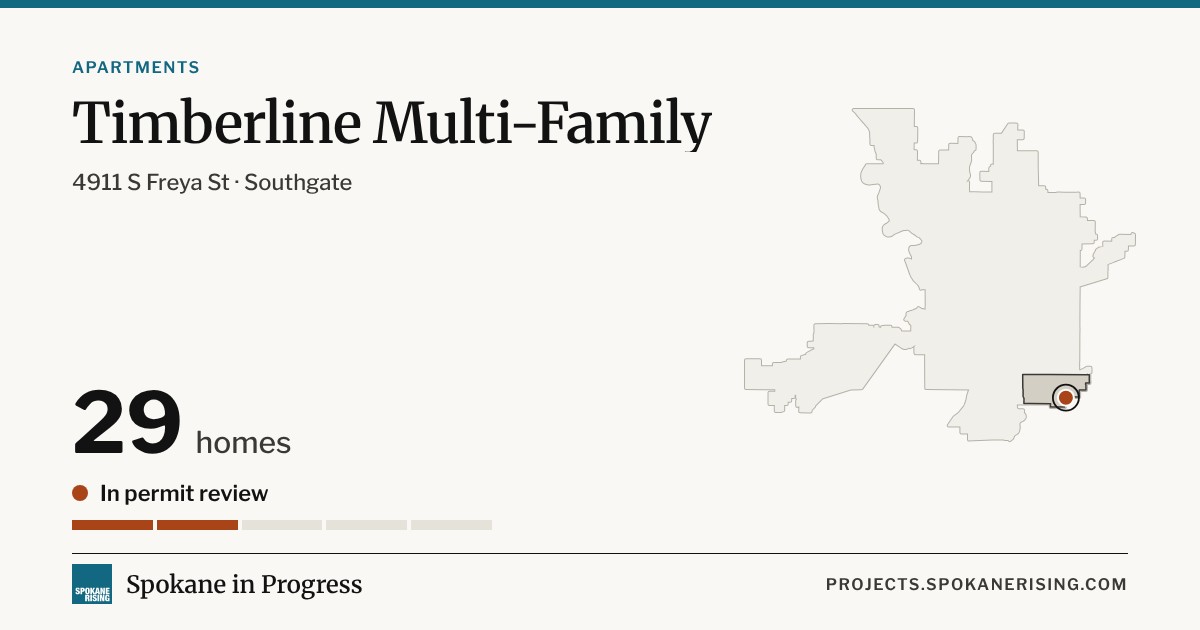 APARTMENTS
Timberline Multi-Family
4911 S Freya St · Southgate
29 homes
In permit review
SPOKANE
RISING
Spokane in Progress
PROJECTS.SPOKANERISING.COM